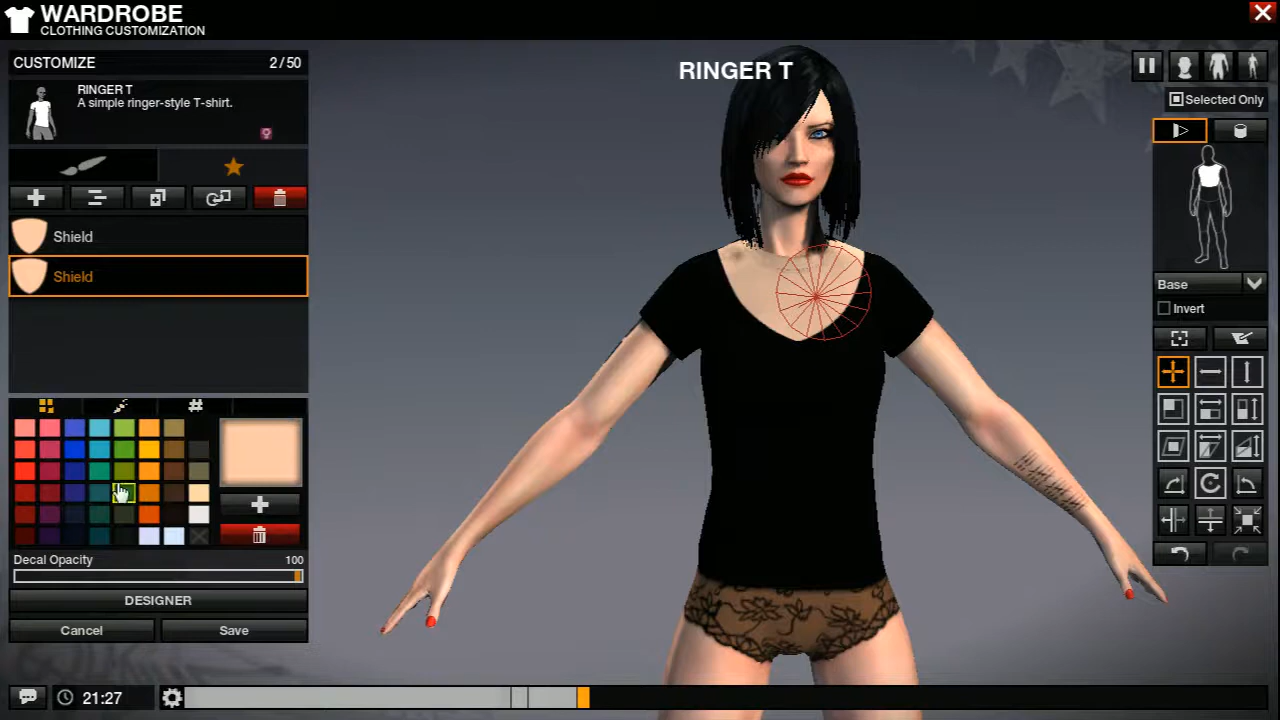 WARDROBE
CLOTHING CUSTOMIZATION
CUSTOMIZE 2/50
RINGER T
A simple ringer-style T-shirt.
Shield
Shield
Decal Opacity 100
DESIGNER
Cancel Save
21:27
RINGER T
Selected Only
Base
Invert